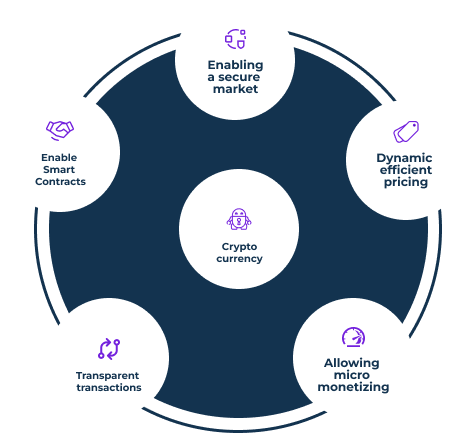 Enabling
a secure
market
Enable
Smart
Contracts
Dynamic
efficient
pricing
Crypto
currency
Transparent
transactions
Allowing
micro
monetizing